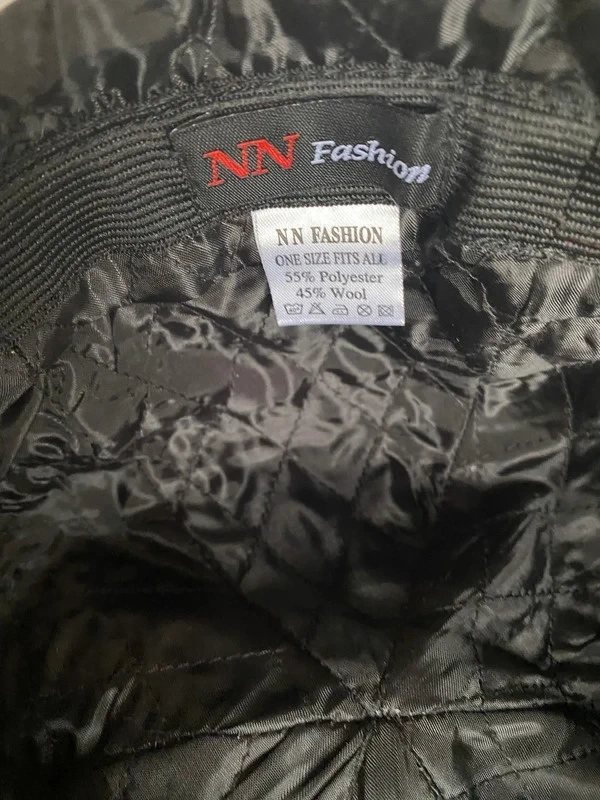 NN Fashion
NN FASHION
ONE SIZE FITS ALL
55% Polyester
45% Wool